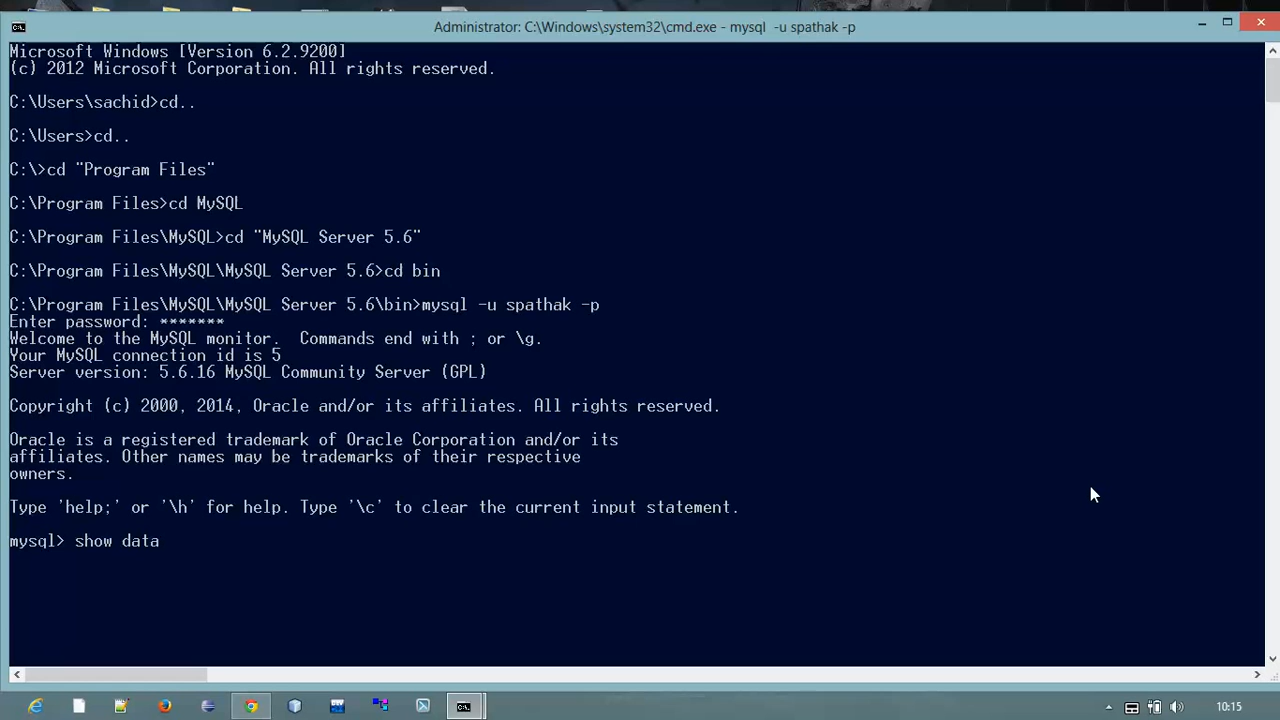 Administrator: C:\Windows\system32\cmd.exe - mysql -u spathak -p
Microsoft Windows [Version 6.2.9200]
(c) 2012 Microsoft Corporation. All rights reserved.
C:\Users\sachid>cd..
C:\Users>cd..
C:\>cd "Program Files"
C:\Program Files>cd MySQL
C:\Program Files\MySQL>cd "MySQL Server 5.6"
C:\Program Files\MySQL\MySQL Server 5.6>cd bin
C:\Program Files\MySQL\MySQL Server 5.6\bin>mysql -u spathak -p
Enter password: *******
Welcome to the MySQL monitor.  Commands end with ; or \g.
Your MySQL connection id is 5
Server version: 5.6.16 MySQL Community Server (GPL)
Copyright (c) 2000, 2014, Oracle and/or its affiliates. All rights reserved.
Oracle is a registered trademark of Oracle Corporation and/or its
affiliates. Other names may be trademarks of their respective
owners.
Type 'help;' or '\h' for help. Type '\c' to clear the current input statement.
mysql> show data
10:15